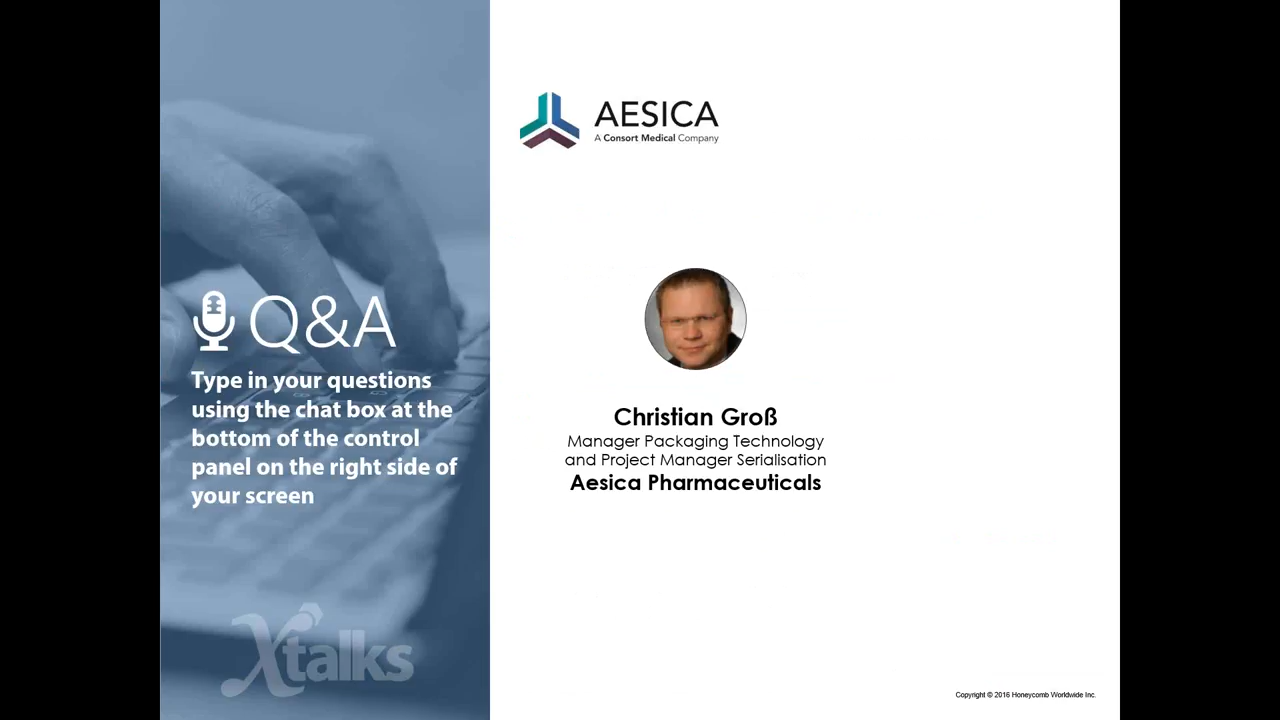 Q&A
Type in your questions
using the chat box at the
bottom of the control
panel on the right side of
your screen
Xtalks
AESICA
A Consort Medical Company
Christian Groß
Manager Packaging Technology
and Project Manager Serialisation
Aesica Pharmaceuticals
Copyright © 2016 Honeycomb Worldwide Inc.